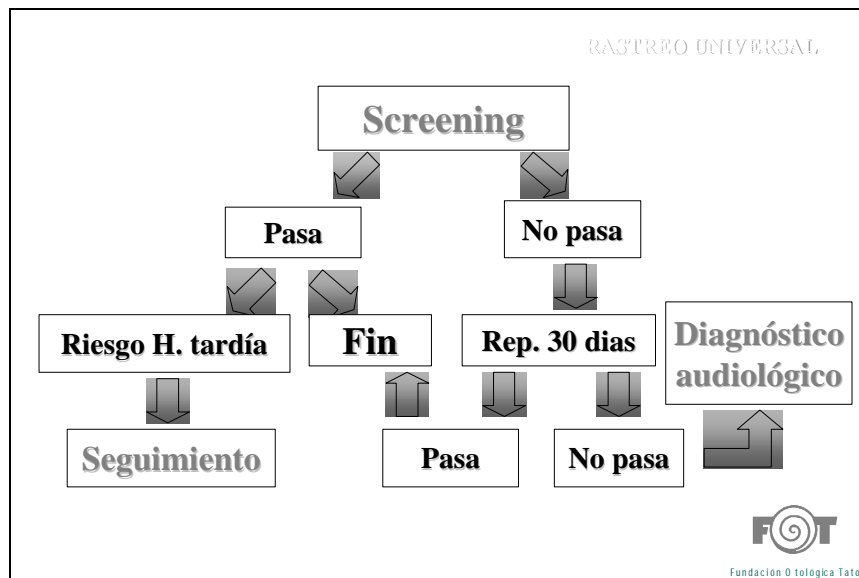 RASTREO UNIVERSAL
Screening
Pasa
No pasa
Riesgo H. tardía
Fin
Rep. 30 dias
Diagnóstico
audiológico
Seguimiento
Pasa
No pasa
FOT
Fundación O tológica Tato